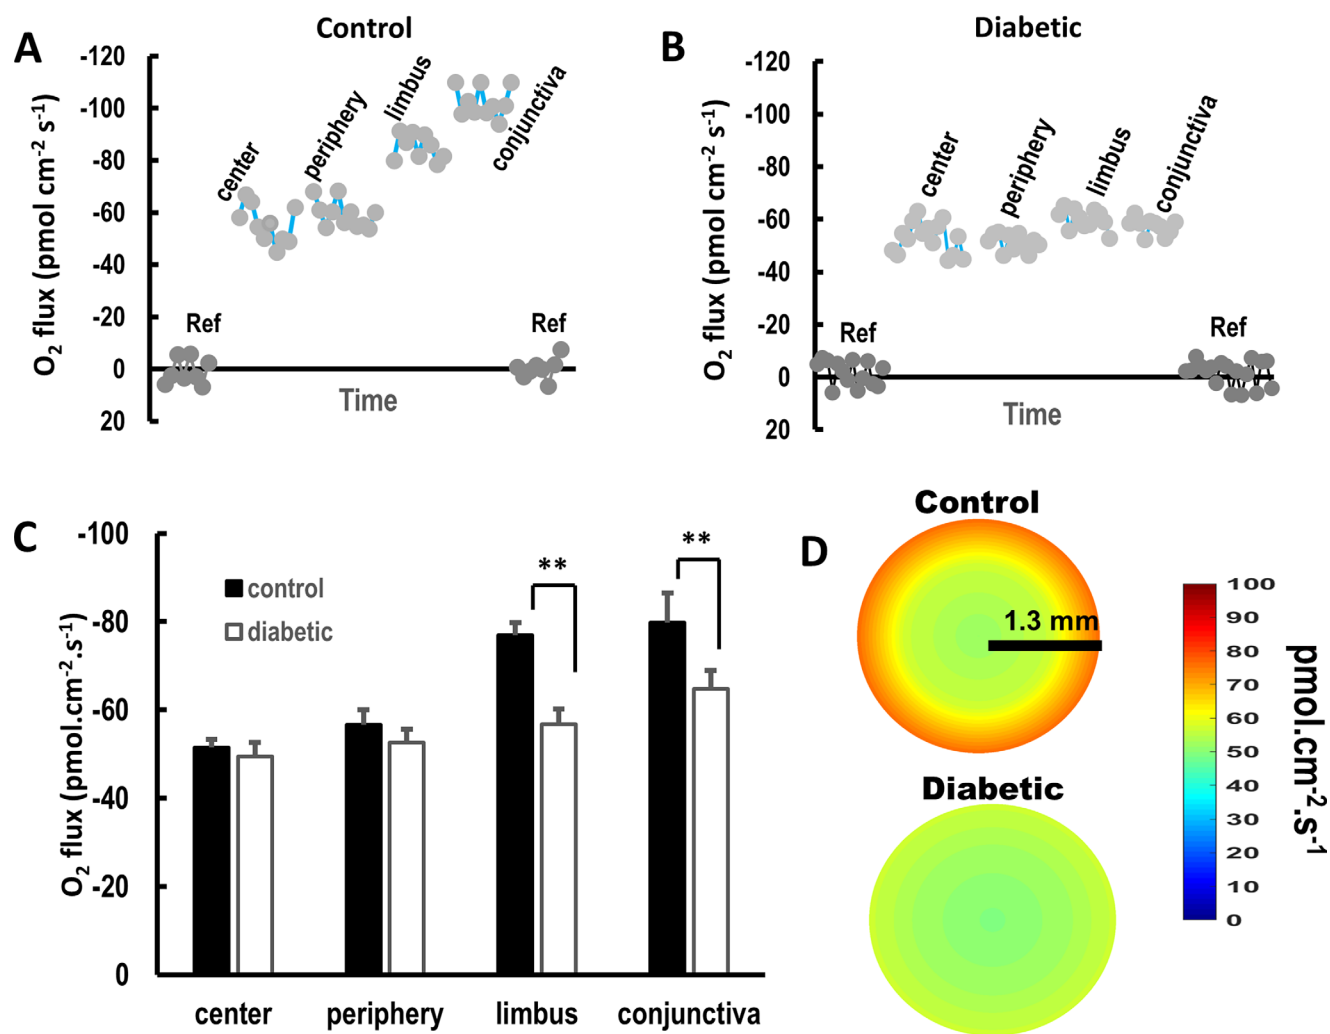 A
Control
-120
-100
-80
-60
-40
-20
0
20
O₂ flux (pmol cm⁻² s⁻¹)
center
periphery
limbus
conjunctiva
Ref
Ref
Time
B
Diabetic
-120
-100
-80
-60
-40
-20
0
20
O₂ flux (pmol cm⁻² s⁻¹)
center
periphery
limbus
conjunctiva
Ref
Ref
Time
C
-100
-80
-60
-40
-20
0
O₂ flux (pmol.cm⁻².s⁻¹)
control
diabetic
**
**
center periphery limbus conjunctiva
D
Control
1.3 mm
Diabetic
100
90
80
70
60
50
40
30
20
10
0
pmol.cm⁻².s⁻¹